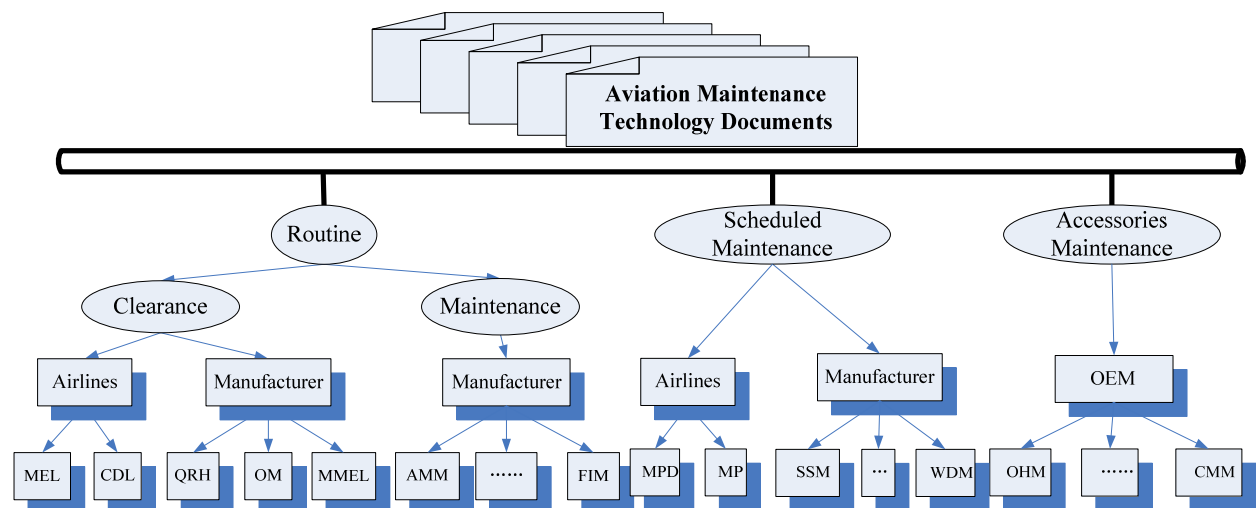 Aviation Maintenance
Technology Documents
Routine
Scheduled
Maintenance
Accessories
Maintenance
Clearance
Maintenance
Airlines
Manufacturer
Manufacturer
Airlines
Manufacturer
OEM
MEL
CDL
QRH
OM
MMEL
AMM
……
FIM
MPD
MP
SSM
…
WDM
OHM
……
CMM